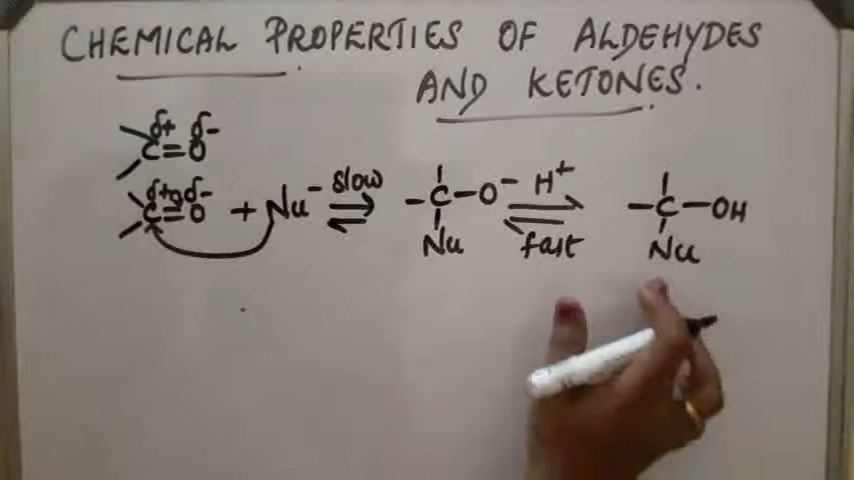 CHEMICAL PROPERTIES OF ALDEHYDES
AND KETONES.
δ+ δ-
C=O
δ+ δ-
C=O + Nu- slow -C-O- H+ -C-OH
Nu fast Nu